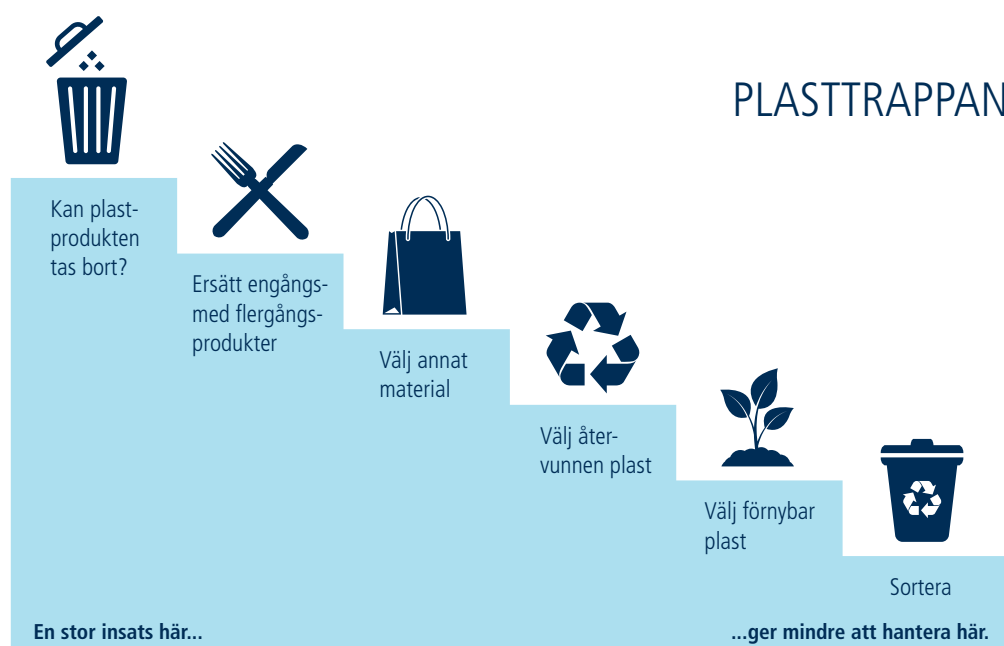 PLASTTRAPPAN
Kan plast-
produkten
tas bort?
Ersätt engångs-
med flergångs-
produkter
Välj annat
material
Välj åter-
vunnen plast
Välj förnybar
plast
Sortera
En stor insats här...
...ger mindre att hantera här.